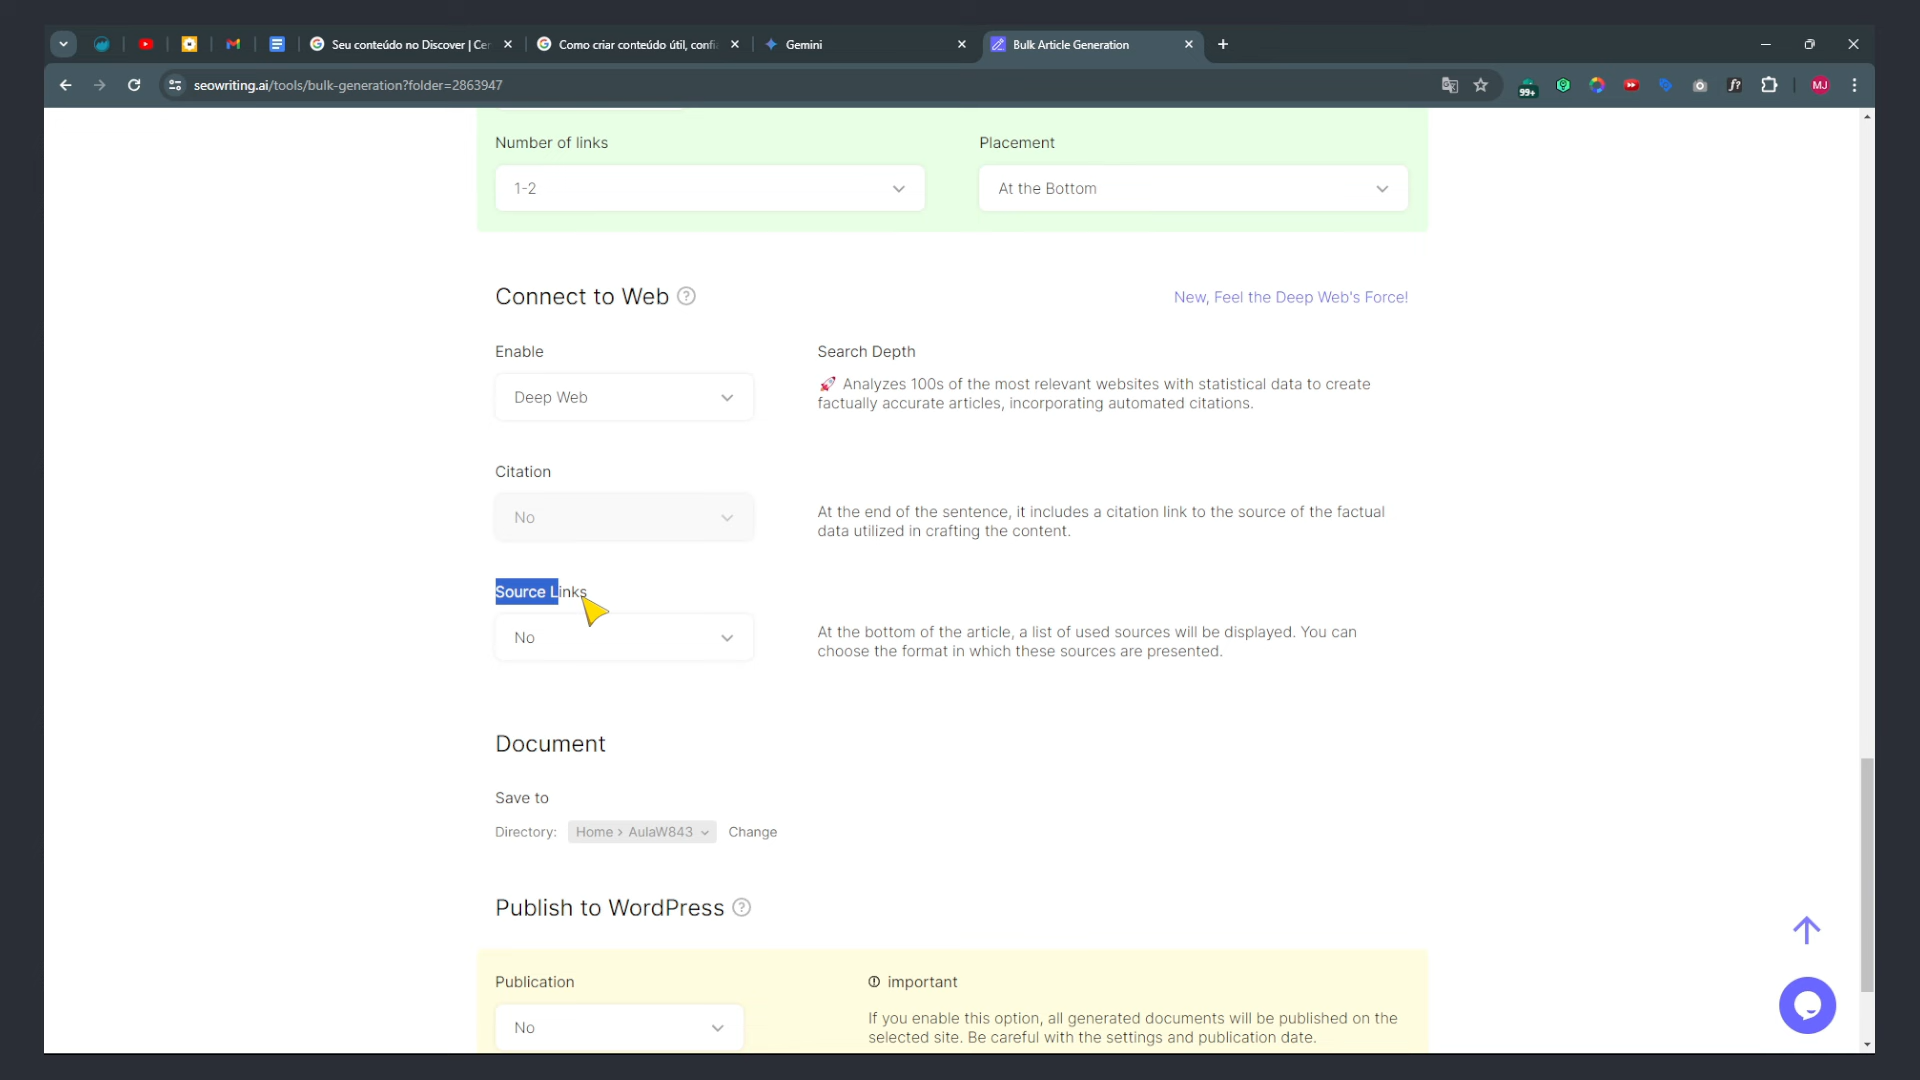 Seu conteúdo no Discover | Cer
Como criar conteúdo útil, confi
Gemini
Bulk Article Generation
seowriting.ai/tools/bulk-generation?folder=2863947
99+
f?
MJ
Number of links
Placement
1-2
At the Bottom
Connect to Web ?
New, Feel the Deep Web's Force!
Enable
Search Depth
Deep Web
Analyzes 100s of the most relevant websites with statistical data to create
factually accurate articles, incorporating automated citations.
Citation
No
At the end of the sentence, it includes a citation link to the source of the factual
data utilized in crafting the content.
Source Links
No
At the bottom of the article, a list of used sources will be displayed. You can
choose the format in which these sources are presented.
Document
Save to
Directory: Home > AulaW843 Change
Publish to WordPress ?
Publication
important
No
If you enable this option, all generated documents will be published on the
selected site. Be careful with the settings and publication date.